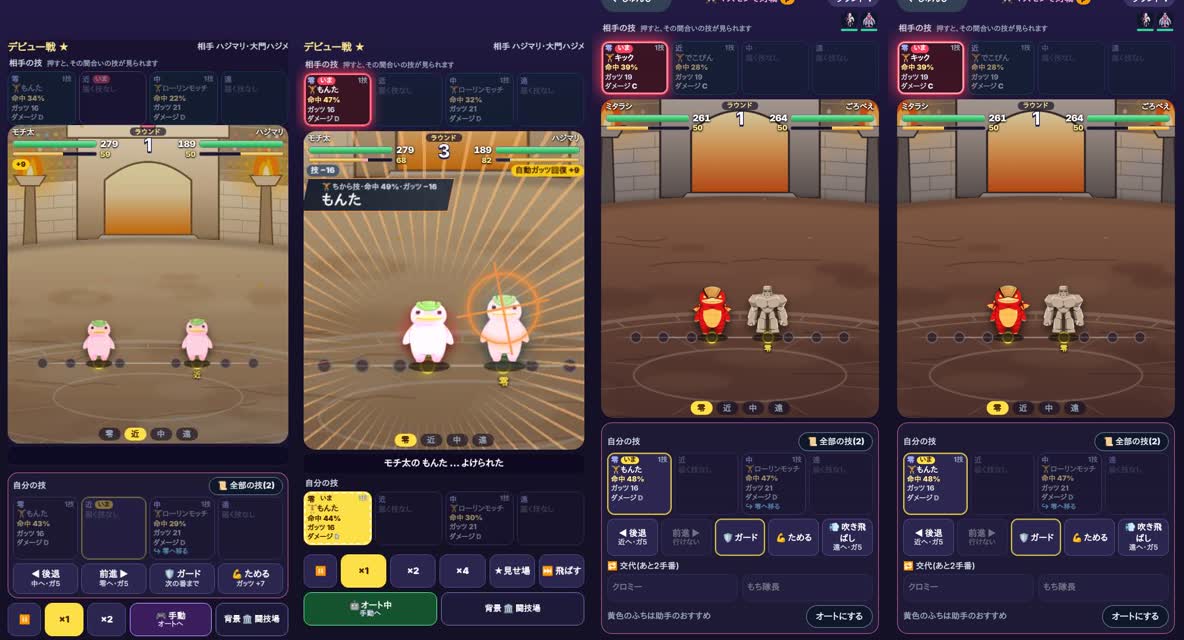 デビュー戦 ★
相手 ハジマリ・大門ハジメ
相手の技 押すと、その間合いの技が見られます
零 1技
もんた
命中 34%
ガッツ 16
ダメージ D
近 いま
届く技なし
中 1技
ローリンモッチ
命中 22%
ガッツ 21
ダメージ D
遠
届く技なし
モチ太
ラウンド
ハジマリ
279
1
189
59
50
+9
近
零 近 中 遠
自分の技
全部の技(2)
零 1技
もんた
命中 43%
ガッツ 16
ダメージ D
近 いま
届く技なし
中 1技
ローリンモッチ
命中 29%
ガッツ 21
ダメージ D
零へ移る
遠
届く技なし
◀ 後退
中へ・ガ5
前進 ▶
零へ・ガ5
ガード
次の番まで
ためる
ガッツ +7
×1
×2
手動
オートへ
背景 闘技場
デビュー戦 ★
相手 ハジマリ・大門ハジメ
相手の技 押すと、その間合いの技が見られます
零 いま 1技
もんた
命中 47%
ガッツ 16
ダメージ D
近
届く技なし
中 1技
ローリンモッチ
命中 32%
ガッツ 21
ダメージ D
遠
届く技なし
モチ太
ラウンド
ハジマリ
279
3
189
68
82
技 −16
自動ガッツ回復 +9
ちから技・命中 49%・ガッツ −16
もんた
零
零 近 中 遠
モチ太の もんた … よけられた
自分の技
零 いま 1技
もんた
命中 44%
ガッツ 16
ダメージ D
近
届く技なし
中 1技
ローリンモッチ
命中 30%
ガッツ 21
ダメージ D
遠
届く技なし
×1
×2
×4
★見せ場
飛ばす
オート中
手動へ
背景 闘技場
相手の技 押すと、その間合いの技が見られます
零 いま 1技
キック
命中 39%
ガッツ 19
ダメージ C
近 1技
でこぴん
命中 28%
ガッツ 19
ダメージ C
中
届く技なし
遠
届く技なし
ミタラシ
ラウンド
ごろべえ
261
1
264
50
50
零
零 近 中 遠
自分の技
全部の技(2)
零 いま 1技
もんた
命中 48%
ガッツ 16
ダメージ D
近
届く技なし
中 1技
ローリンモッチ
命中 47%
ガッツ 21
ダメージ D
零へ移る
遠
届く技なし
◀ 後退
近へ・ガ5
前進 ▶
行けない
ガード
ためる
吹き飛ばし
遠へ・ガ5
交代(あと2手番)
クロミー
もち隊長
黄色のふちは助手のおすすめ
オートにする
相手の技 押すと、その間合いの技が見られます
零 いま 1技
キック
命中 39%
ガッツ 19
ダメージ C
近 1技
でこぴん
命中 28%
ガッツ 19
ダメージ C
中
届く技なし
遠
届く技なし
ミタラシ
ラウンド
ごろべえ
261
1
264
50
50
零
零 近 中 遠
自分の技
全部の技(2)
零 いま 1技
もんた
命中 48%
ガッツ 16
ダメージ D
近
届く技なし
中 1技
ローリンモッチ
命中 47%
ガッツ 21
ダメージ D
零へ移る
遠
届く技なし
◀ 後退
近へ・ガ5
前進 ▶
行けない
ガード
ためる
吹き飛ばし
遠へ・ガ5
交代(あと2手番)
クロミー
もち隊長
黄色のふちは助手のおすすめ
オートにする